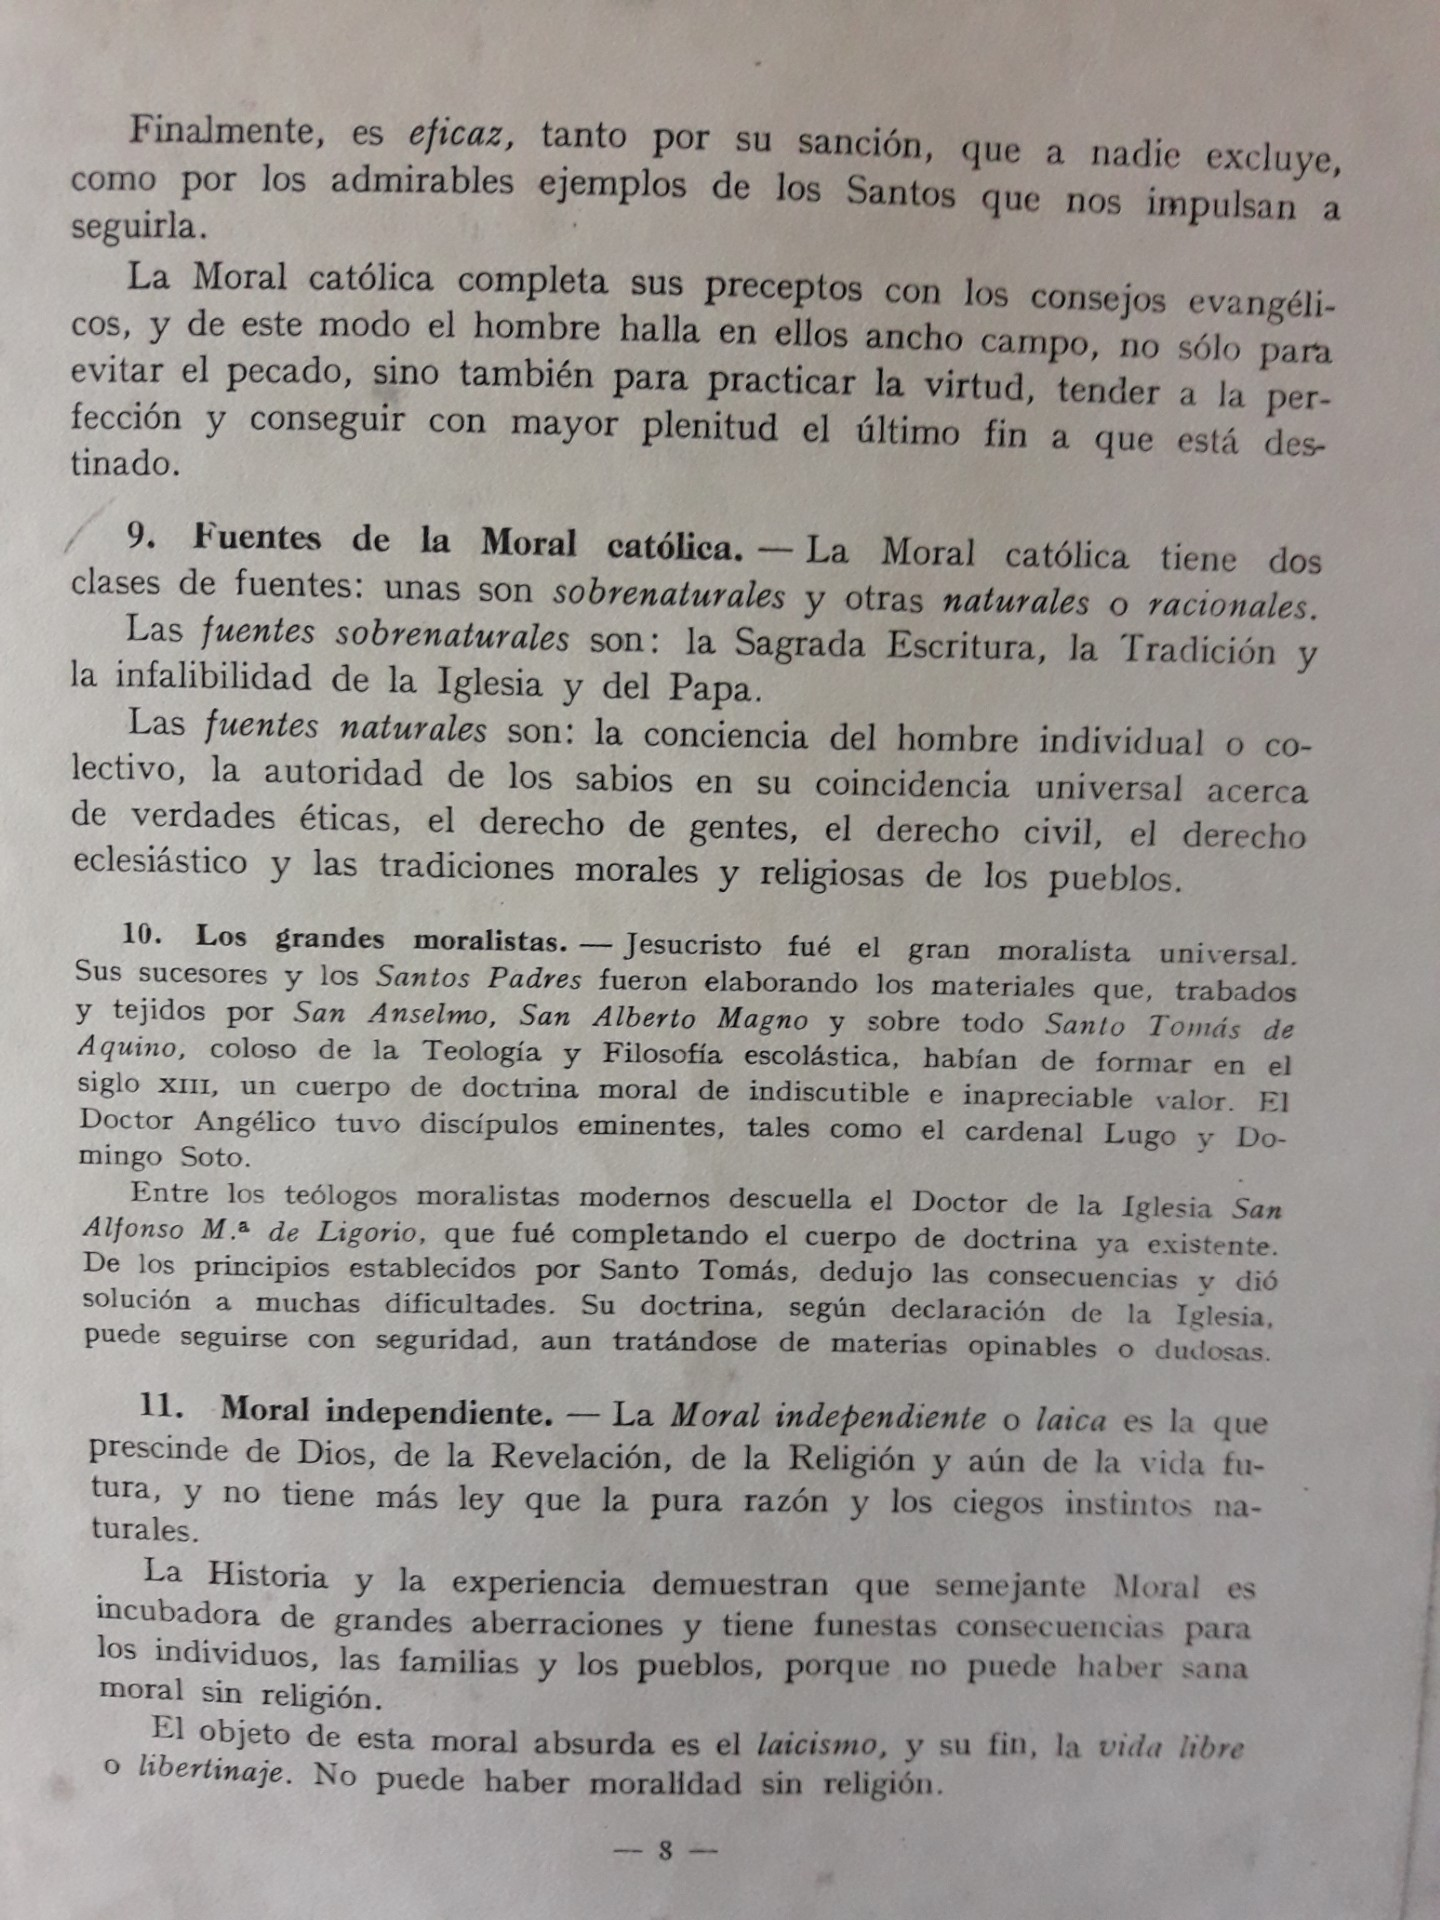 Finalmente, es eficaz, tanto por su sanción, que a nadie excluye,
como por los admirables ejemplos de los Santos que nos impulsan a
seguirla.
La Moral católica completa sus preceptos con los consejos evangéli-
cos, y de este modo el hombre halla en ellos ancho campo, no sólo para
evitar el pecado, sino también para practicar la virtud, tender a la per-
fección y conseguir con mayor plenitud el último fin a que está des-
tinado.
9. Fuentes de la Moral católica. — La Moral católica tiene dos
clases de fuentes: unas son sobrenaturales y otras naturales o racionales.
Las fuentes sobrenaturales son: la Sagrada Escritura, la Tradición y
la infalibilidad de la Iglesia y del Papa.
Las fuentes naturales son: la conciencia del hombre individual o co-
lectivo, la autoridad de los sabios en su coincidencia universal acerca
de verdades éticas, el derecho de gentes, el derecho civil, el derecho
eclesiástico y las tradiciones morales y religiosas de los pueblos.
10. Los grandes moralistas. — Jesucristo fué el gran moralista universal.
Sus sucesores y los Santos Padres fueron elaborando los materiales que, trabados
y tejidos por San Anselmo, San Alberto Magno y sobre todo Santo Tomás de
Aquino, coloso de la Teología y Filosofía escolástica, habían de formar en el
siglo XIII, un cuerpo de doctrina moral de indiscutible e inapreciable valor. El
Doctor Angélico tuvo discípulos eminentes, tales como el cardenal Lugo y Do-
mingo Soto.
Entre los teólogos moralistas modernos descuella el Doctor de la Iglesia San
Alfonso M.ª de Ligorio, que fué completando el cuerpo de doctrina ya existente.
De los principios establecidos por Santo Tomás, dedujo las consecuencias y dió
solución a muchas dificultades. Su doctrina, según declaración de la Iglesia,
puede seguirse con seguridad, aun tratándose de materias opinables o dudosas.
11. Moral independiente. — La Moral independiente o laica es la que
prescinde de Dios, de la Revelación, de la Religión y aún de la vida fu-
tura, y no tiene más ley que la pura razón y los ciegos instintos na-
turales.
La Historia y la experiencia demuestran que semejante Moral es
incubadora de grandes aberraciones y tiene funestas consecuencias para
los individuos, las familias y los pueblos, porque no puede haber sana
moral sin religión.
El objeto de esta moral absurda es el laicismo, y su fin, la vida libre
o libertinaje. No puede haber moralidad sin religión.
— 8 —